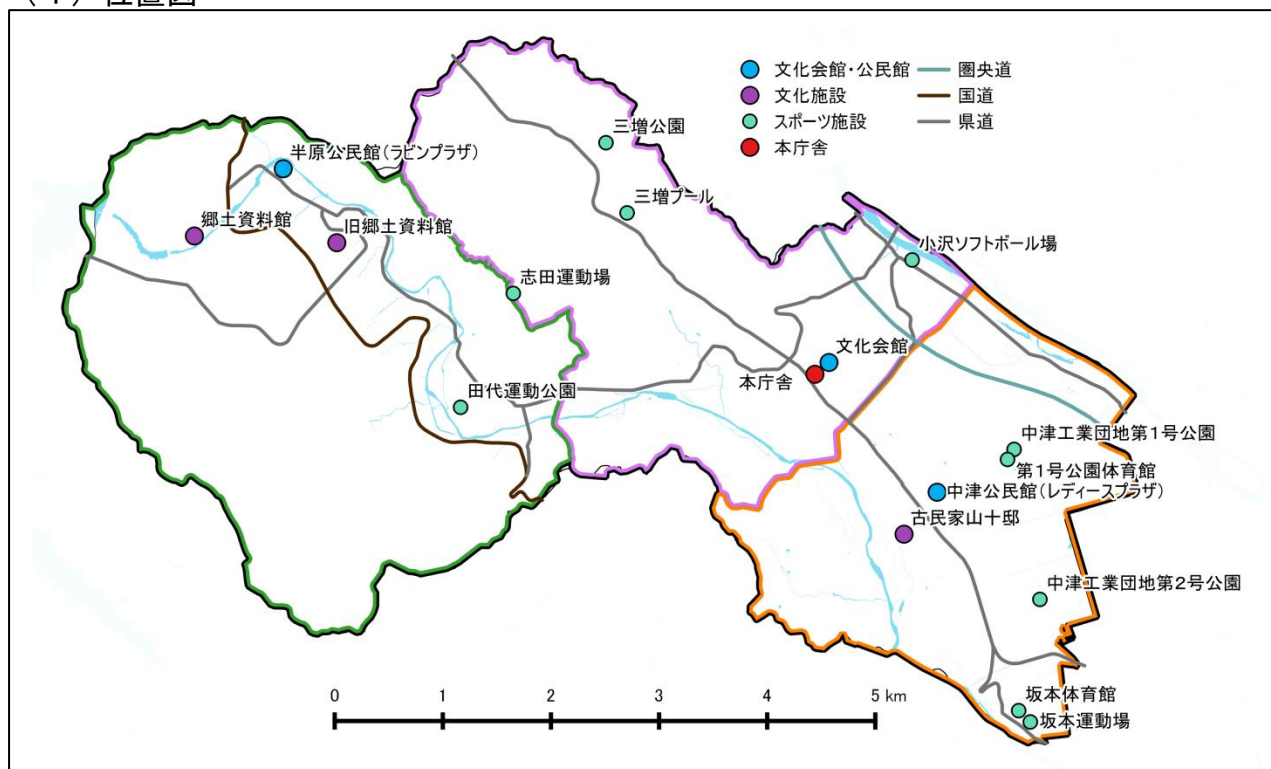 (1)位置図
文化会館・公民館
文化施設
スポーツ施設
本庁舎
圏央道
国道
県道
三増公園
半原公民館(ラビンプラザ)
三増プール
郷土資料館
旧郷土資料館
小沢ソフトボール場
志田運動場
文化会館
本庁舎
田代運動公園
中津工業団地第1号公園
第1号公園体育館
中津公民館(レディースプラザ)
古民家山十邸
中津工業団地第2号公園
坂本体育館
坂本運動場
0 1 2 3 4 5 km